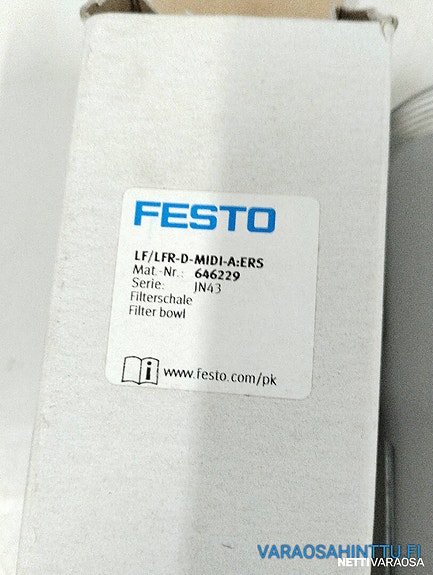 FESTO
LF/LFR-D-MIDI-A:ERS
Mat.-Nr.: 646229
Serie: JN43
Filterschale
Filter bowl
i www.festo.com/pk
VARAOSAHINTTU.FI
NETTIVARAOSA